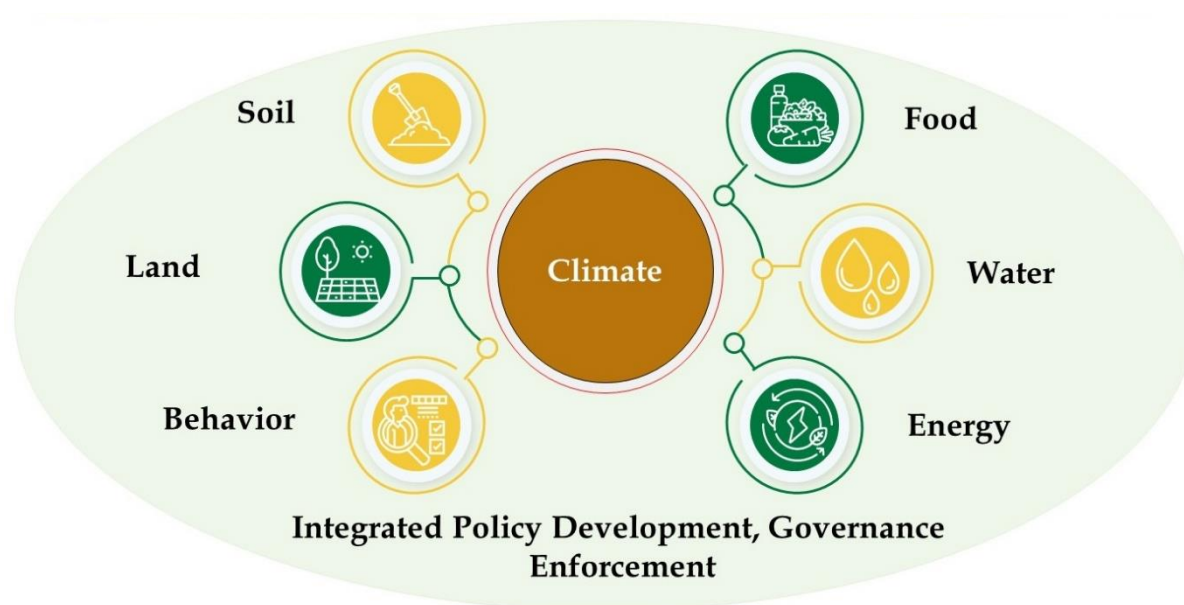 Soil
Food
Land
Climate
Water
Behavior
Energy
Integrated Policy Development, Governance
Enforcement